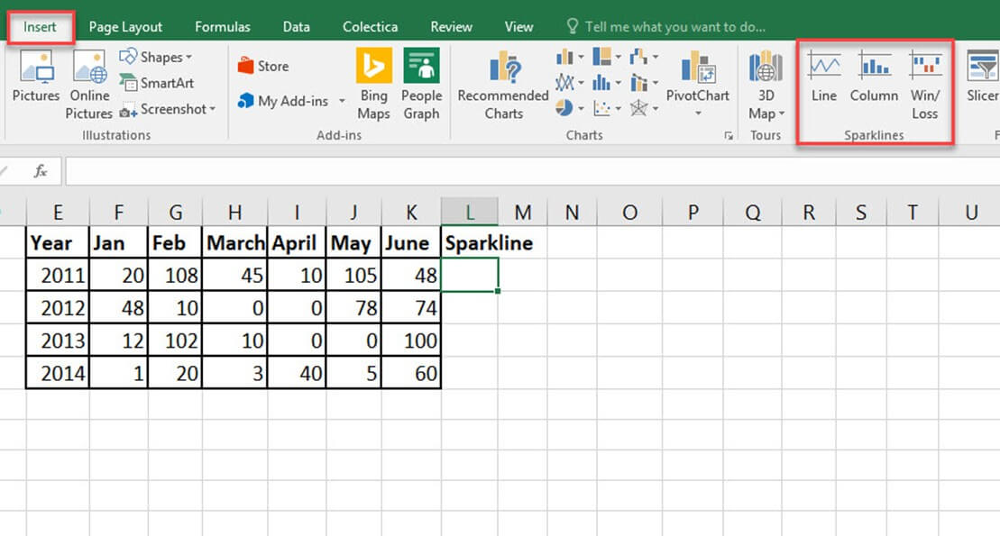 Insert Page Layout Formulas Data Colectica Review View Tell me what you want to do...
Pictures
Online
Pictures
Shapes
SmartArt
Screenshot
Illustrations
Store
My Add-ins
Bing
Maps
People
Graph
Add-ins
Recommended
Charts
PivotChart
Charts
3D
Map
Tours
Line
Column
Win/
Loss
Sparklines
Slicer
fx
E F G H I J K L M N O P Q R S T U
Year Jan Feb March April May June Sparkline
2011 20 108 45 10 105 48
2012 48 10 0 0 78 74
2013 12 102 10 0 0 100
2014 1 20 3 40 5 60